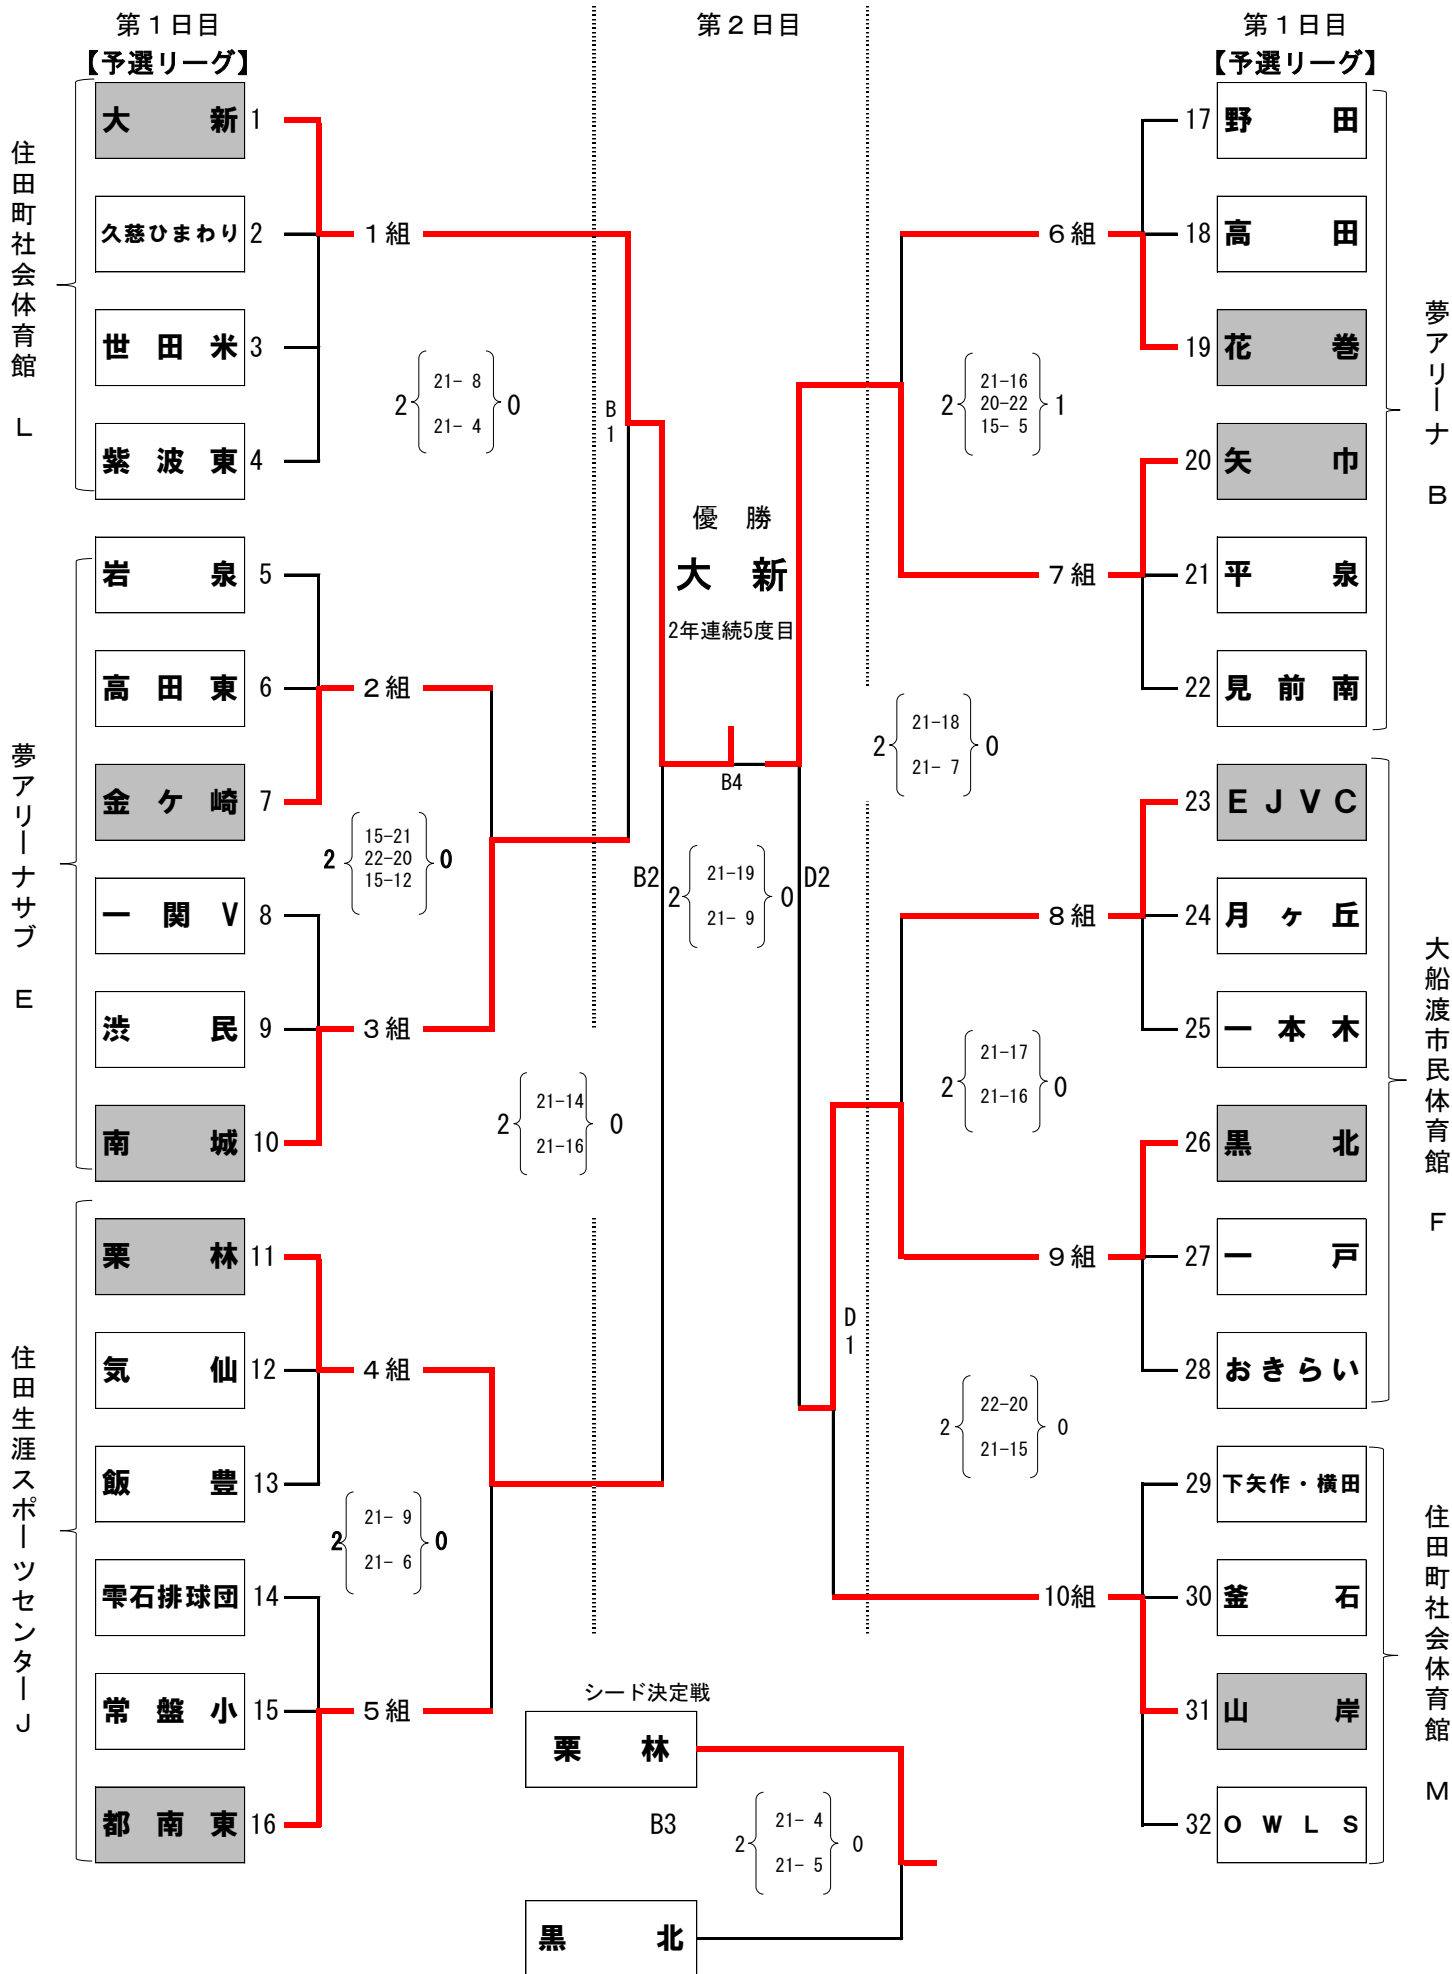 第１日目
第２日目
第１日目
【予選リーグ】
【予選リーグ】
住田町社会体育館　L
大新 1
久慈ひまわり 2
世田米 3
紫波東 4
1組
2 21- 8 0
21- 4
B1
夢アリーナサブ　E
岩泉 5
高田東 6
金ケ崎 7
一関V 8
渋民 9
南城 10
2組
3組
2 15-21 0
22-20
15-12
2 21-14 0
21-16
住田生涯スポーツセンターJ
栗林 11
気仙 12
飯豊 13
雫石排球団 14
常盤小 15
都南東 16
4組
5組
2 21- 9 0
21- 6
B2
優　勝
大　新
2年連続5度目
B4
2 21-19 0
21- 9
D2
D1
17 野田
18 高田
19 花巻
20 矢巾
21 平泉
22 見前南
夢アリーナ　B
6組
7組
2 21-16 1
20-22
15- 5
2 21-18 0
21- 7
23 EJVC
24 月ヶ丘
25 一本木
26 黒北
27 一戸
28 おきらい
大船渡市民体育館　F
8組
9組
2 21-17 0
21-16
2 22-20 0
21-15
29 下矢作・横田
30 釜石
31 山岸
32 OWLS
住田町社会体育館　M
10組
シード決定戦
栗林
B3
2 21- 4 0
21- 5
黒北